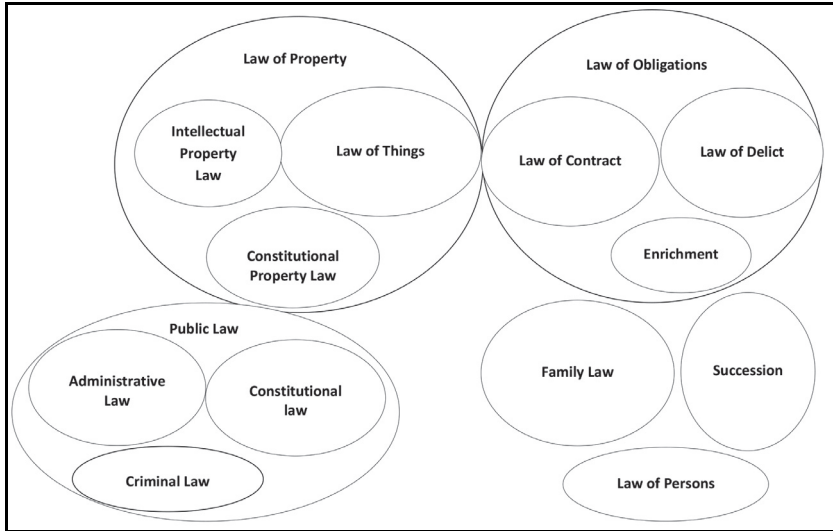 Law of Property
Intellectual
Property
Law
Law of Things
Constitutional
Property Law
Law of Obligations
Law of Contract
Law of Delict
Enrichment
Public Law
Administrative
Law
Constitutional
law
Criminal Law
Family Law
Succession
Law of Persons